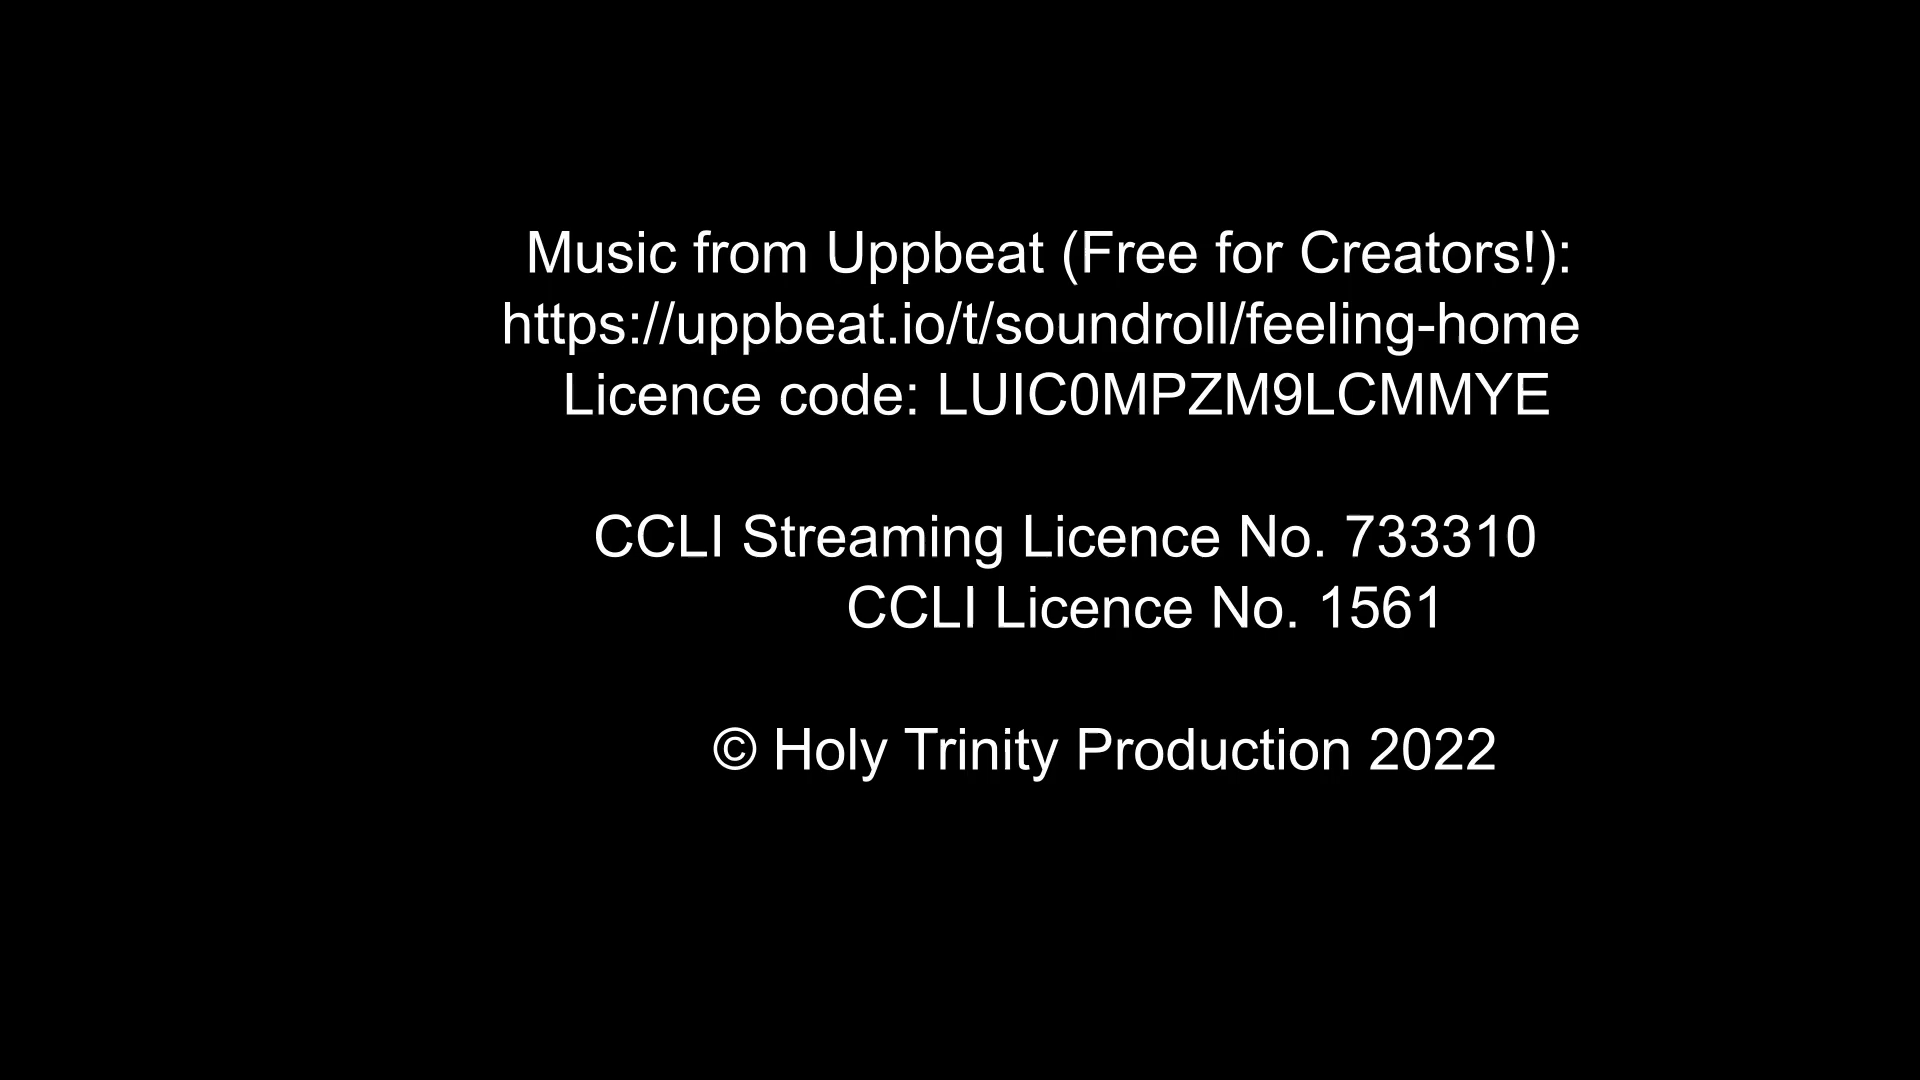 Music from Uppbeat (Free for Creators!):
https://uppbeat.io/t/soundroll/feeling-home
Licence code: LUIC0MPZM9LCMMYE
CCLI Streaming Licence No. 733310
CCLI Licence No. 1561
© Holy Trinity Production 2022